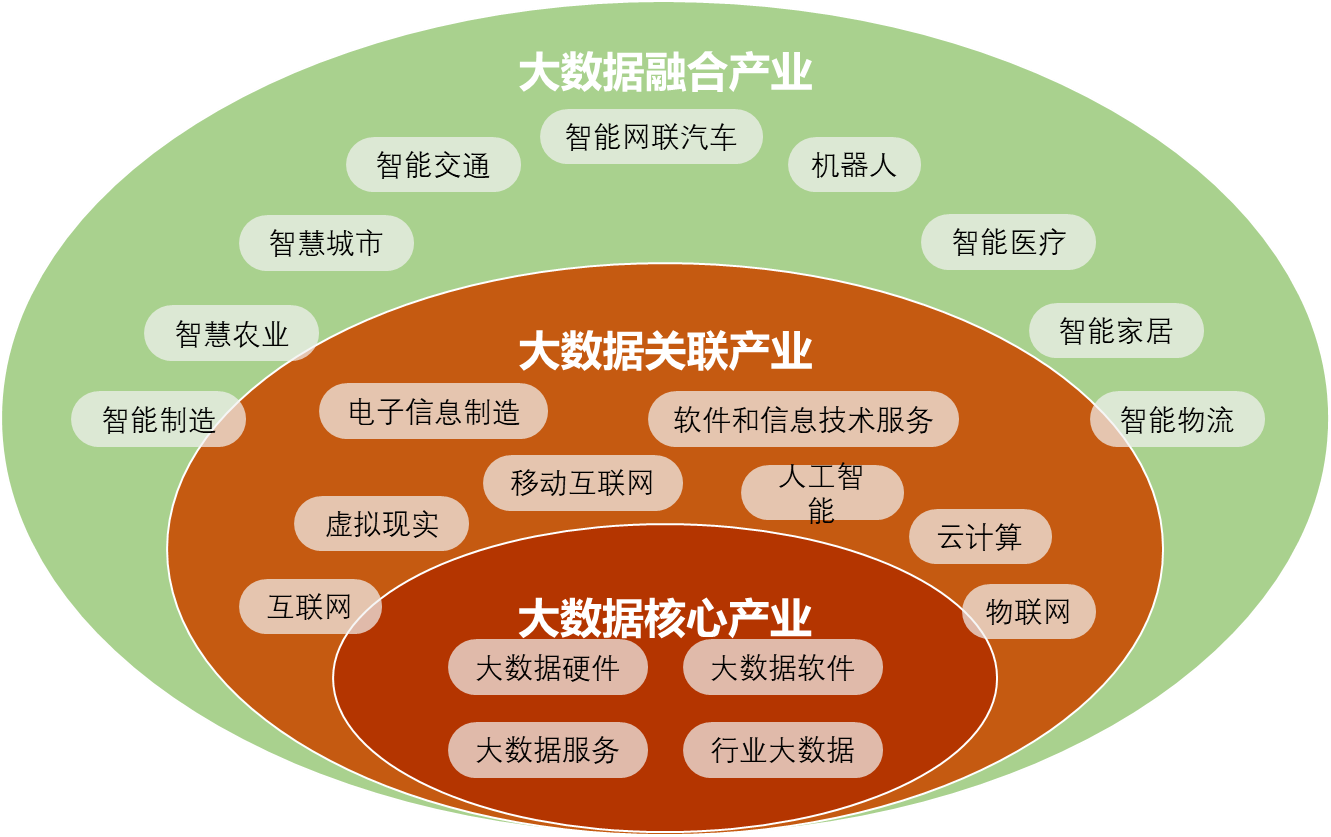 大数据融合产业
智能网联汽车
智能交通
机器人
智慧城市
智能医疗
智慧农业
智能家居
智能制造
智能物流
大数据关联产业
电子信息制造
软件和信息技术服务
移动互联网
人工智
能
虚拟现实
云计算
互联网
物联网
大数据核心产业
大数据硬件
大数据软件
大数据服务
行业大数据